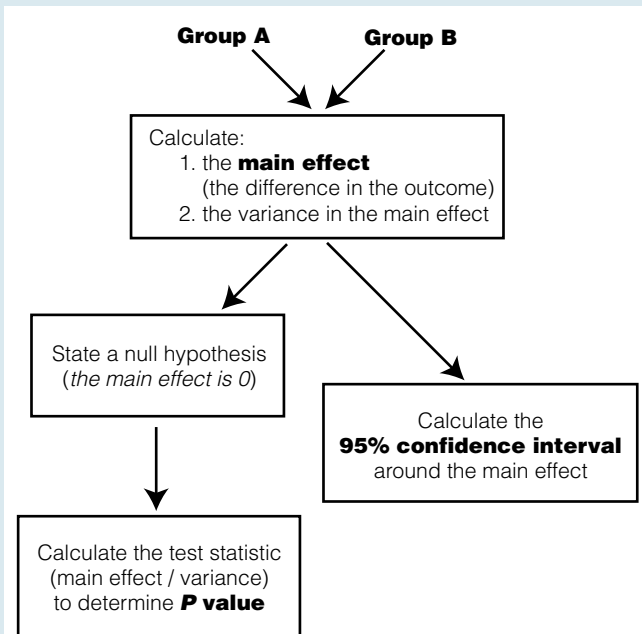 Group A
Group B
Calculate:
1. the main effect
(the difference in the outcome)
2. the variance in the main effect
State a null hypothesis
(the main effect is 0)
Calculate the
95% confidence interval
around the main effect
Calculate the test statistic
(main effect / variance)
to determine P value